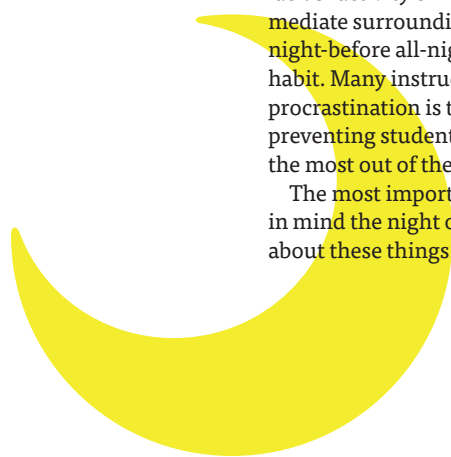 mediate surroundi
night-before all-nig
habit. Many instru
procrastination is t
preventing student
the most out of the
The most import
in mind the night
about these things